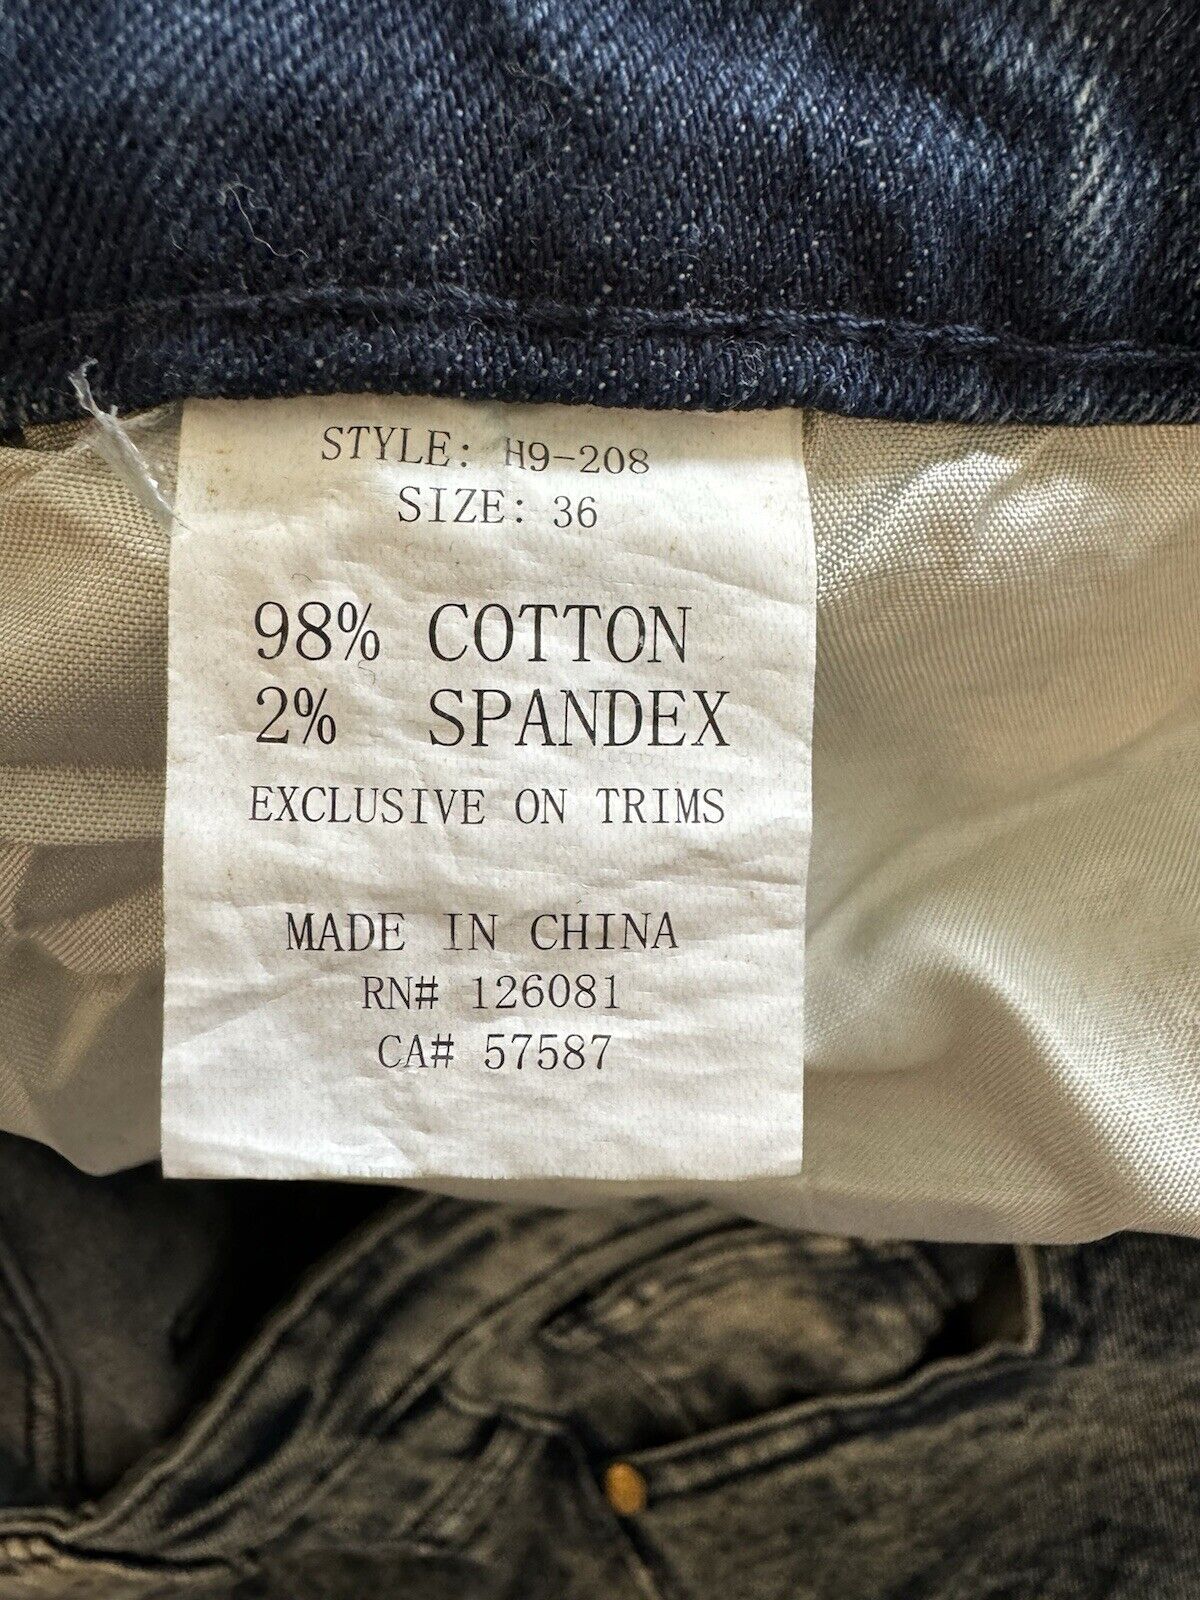 STYLE: H9-208
SIZE: 36
98% COTTON
2% SPANDEX
EXCLUSIVE ON TRIMS
MADE IN CHINA
RN# 126081
CA# 57587